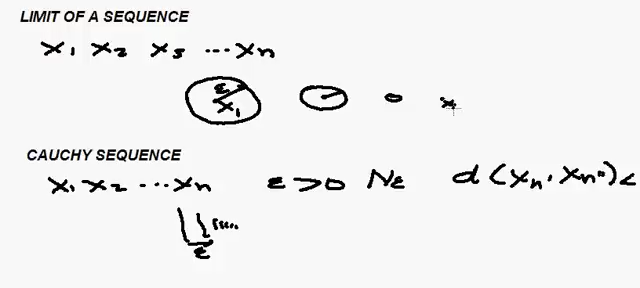 LIMIT OF A SEQUENCE
x₁ x₂ x₃ ... xₙ
ε
x₁
CAUCHY SEQUENCE
x₁ x₂ ... xₙ ε > 0 Nε d(xₙ, xₙ") <
ε